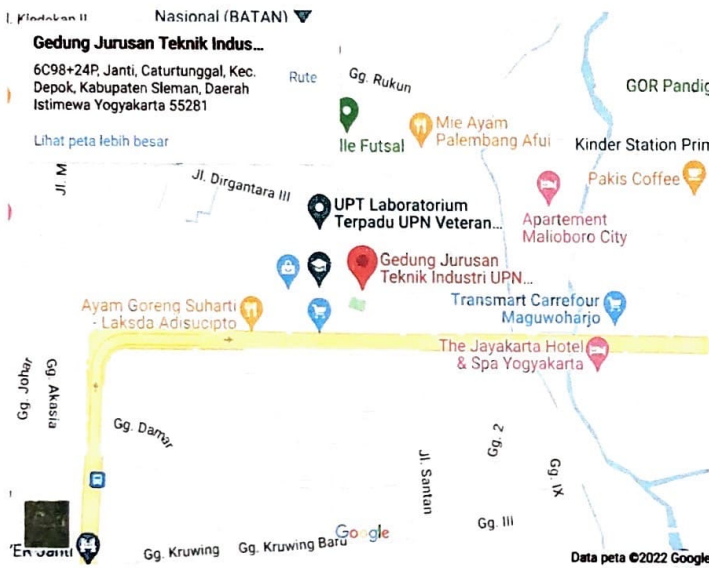 Nasional (BATAN)
Gedung Jurusan Teknik Indus...
6C98+24P, Janti, Caturtunggal, Kec.
Depok, Kabupaten Sleman, Daerah
Istimewa Yogyakarta 55281
Rute
Lihat peta lebih besar
Gg. Rukun
GOR Pandig
lle Futsal
Mie Ayam
Palembang Afui
Kinder Station Prim
Pakis Coffee
Jl. M
Jl. Dirgantara III
UPT Laboratorium
Terpadu UPN Veteran...
Apartement
Malioboro City
Gedung Jurusan
Teknik Industri UPN...
Ayam Goreng Suharti
- Laksda Adisucipto
Transmart Carrefour
Maguwoharjo
The Jayakarta Hotel
& Spa Yogyakarta
Gg. Johar
Gg. Akasia
Gg. Damar
Jl. Santan
Gg. 2
Gg. IX
Gg. III
Janti
Gg. Kruwing
Gg. Kruwing Baru
Google
Data peta ©2022 Google